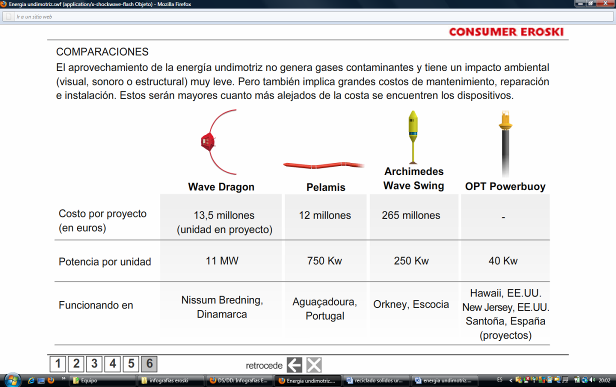 Energía undimotriz.swf (application/x-shockwave-flash Objeto) - Mozilla Firefox
Ir a un sitio web
CONSUMER EROSKI
COMPARACIONES
El aprovechamiento de la energía undimotriz no genera gases contaminantes y tiene un impacto ambiental
(visual, sonoro o estructural) muy leve. Pero también implica grandes costos de mantenimiento, reparación
e instalación. Estos serán mayores cuanto más alejados de la costa se encuentren los dispositivos.
Wave Dragon
Pelamis
Archimedes
Wave Swing
OPT Powerbuoy
Costo por proyecto
(en euros)
13,5 millones
(unidad en proyecto)
12 millones
265 millones
-
Potencia por unidad
11 MW
750 Kw
250 Kw
40 Kw
Funcionando en
Nissum Bredning,
Dinamarca
Aguaçadoura,
Portugal
Orkney, Escocia
Hawaii, EE.UU.
New Jersey, EE.UU.
Santoña, España
(proyectos)
1 2 3 4 5 6
retrocede
Equipo
infografias eroski
OS/DD: Infografías E...
Energía undimotriz....
reciclado solidos ur...
energia undimotriz...
ES